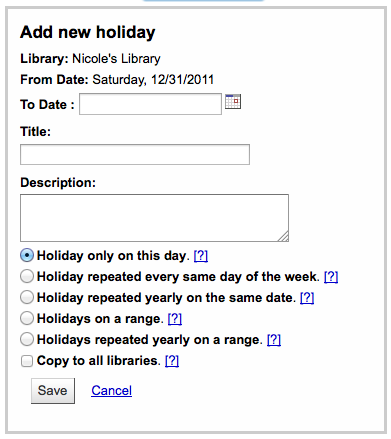 Add new holiday
Library: Nicole's Library
From Date: Saturday, 12/31/2011
To Date :
Title:
Description:
Holiday only on this day. [?]
Holiday repeated every same day of the week. [?]
Holiday repeated yearly on the same date. [?]
Holidays on a range. [?]
Holidays repeated yearly on a range. [?]
Copy to all libraries. [?]
Save Cancel